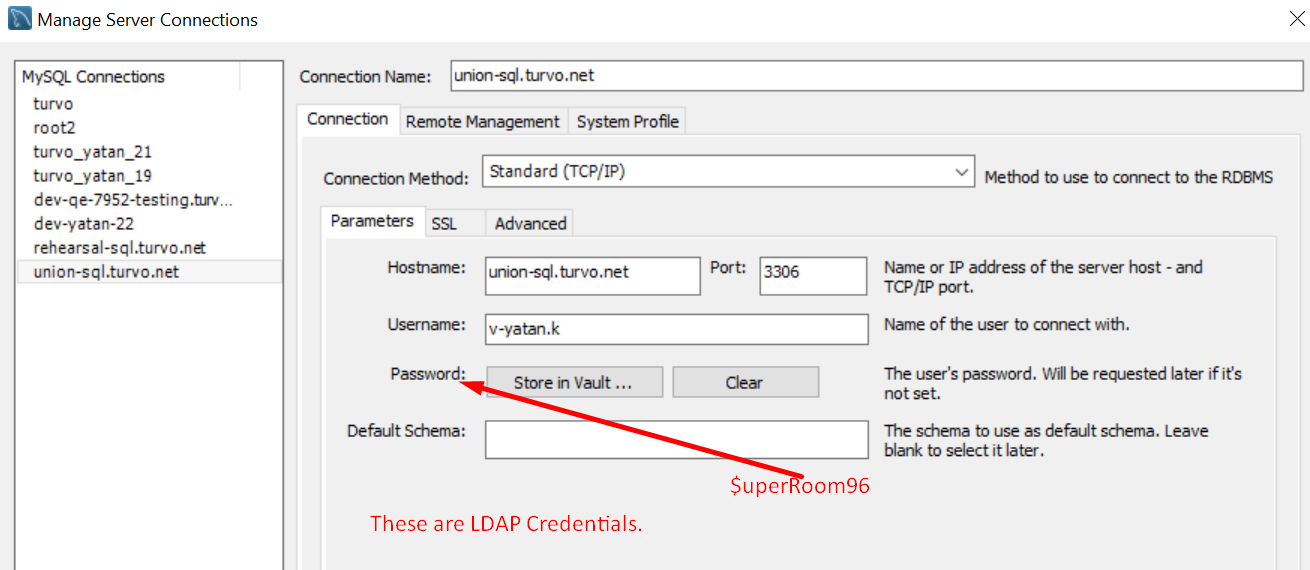 Manage Server Connections
MySQL Connections
turvo
root2
turvo_yatan_21
turvo_yatan_19
dev-qe-7952-testing.turv...
dev-yatan-22
rehearsal-sql.turvo.net
union-sql.turvo.net
Connection Name: union-sql.turvo.net
Connection Remote Management System Profile
Connection Method: Standard (TCP/IP) Method to use to connect to the RDBMS
Parameters SSL Advanced
Hostname: union-sql.turvo.net Port: 3306 Name or IP address of the server host - and
TCP/IP port.
Username: v-yatan.k Name of the user to connect with.
Password: Store in Vault ... Clear The user's password. Will be requested later if it's
not set.
Default Schema: The schema to use as default schema. Leave
blank to select it later.
$uperRoom96
These are LDAP Credentials.